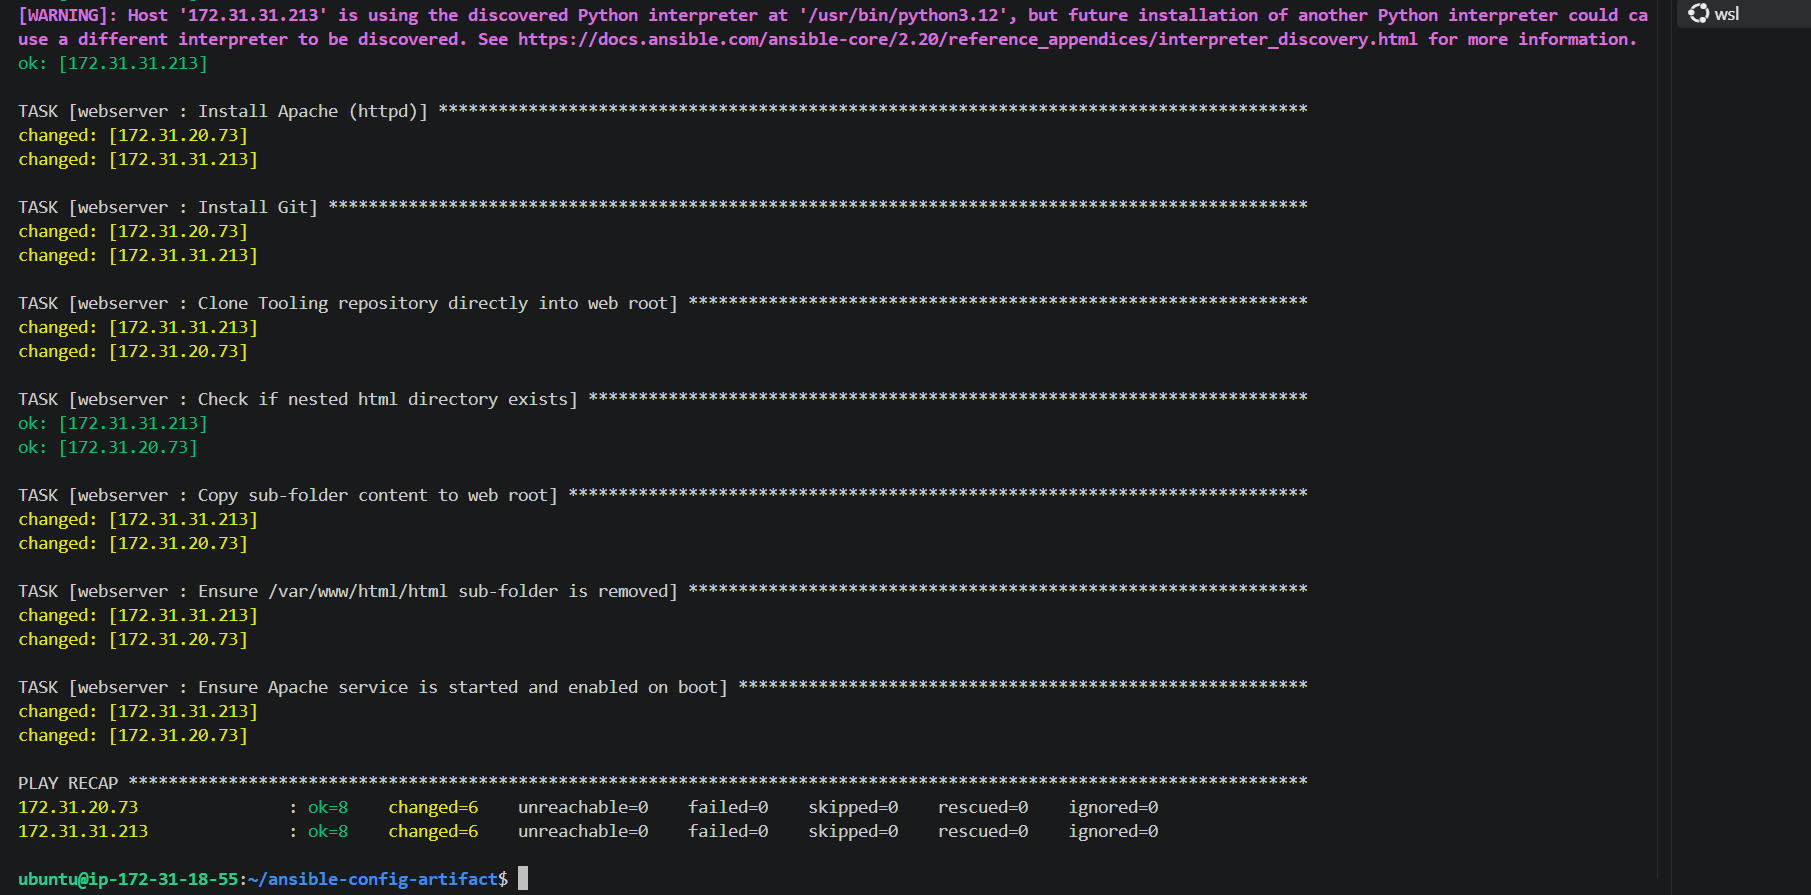 [WARNING]: Host '172.31.31.213' is using the discovered Python interpreter at '/usr/bin/python3.12', but future installation of another Python interpreter could ca
use a different interpreter to be discovered. See https://docs.ansible.com/ansible-core/2.20/reference_appendices/interpreter_discovery.html for more information.
ok: [172.31.31.213]
TASK [webserver : Install Apache (httpd)] ***************************************************************************************
changed: [172.31.20.73]
changed: [172.31.31.213]
TASK [webserver : Install Git] **************************************************************************************************
changed: [172.31.20.73]
changed: [172.31.31.213]
TASK [webserver : Clone Tooling repository directly into web root] **************************************************************
changed: [172.31.31.213]
changed: [172.31.20.73]
TASK [webserver : Check if nested html directory exists] ************************************************************************
ok: [172.31.31.213]
ok: [172.31.20.73]
TASK [webserver : Copy sub-folder content to web root] **************************************************************************
changed: [172.31.31.213]
changed: [172.31.20.73]
TASK [webserver : Ensure /var/www/html/html sub-folder is removed] **************************************************************
changed: [172.31.31.213]
changed: [172.31.20.73]
TASK [webserver : Ensure Apache service is started and enabled on boot] *********************************************************
changed: [172.31.31.213]
changed: [172.31.20.73]
PLAY RECAP **********************************************************************************************************************
172.31.20.73               : ok=8    changed=6    unreachable=0    failed=0    skipped=0    rescued=0    ignored=0
172.31.31.213              : ok=8    changed=6    unreachable=0    failed=0    skipped=0    rescued=0    ignored=0
ubuntu@ip-172-31-18-55:~/ansible-config-artifact$
wsl